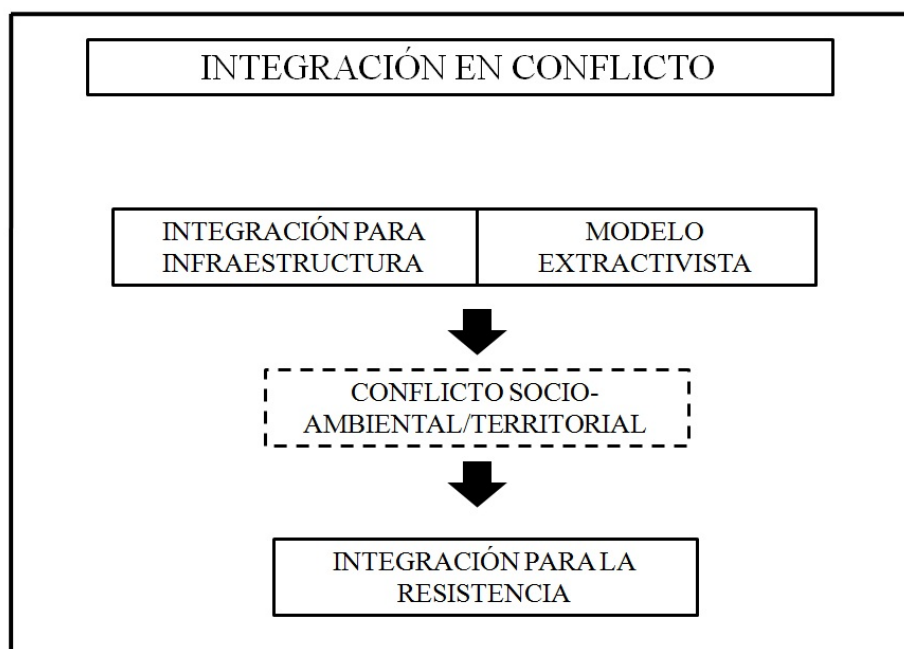 INTEGRACIÓN EN CONFLICTO
INTEGRACIÓN PARA
INFRAESTRUCTURA
MODELO
EXTRACTIVISTA
CONFLICTO SOCIO-
AMBIENTAL/TERRITORIAL
INTEGRACIÓN PARA LA
RESISTENCIA